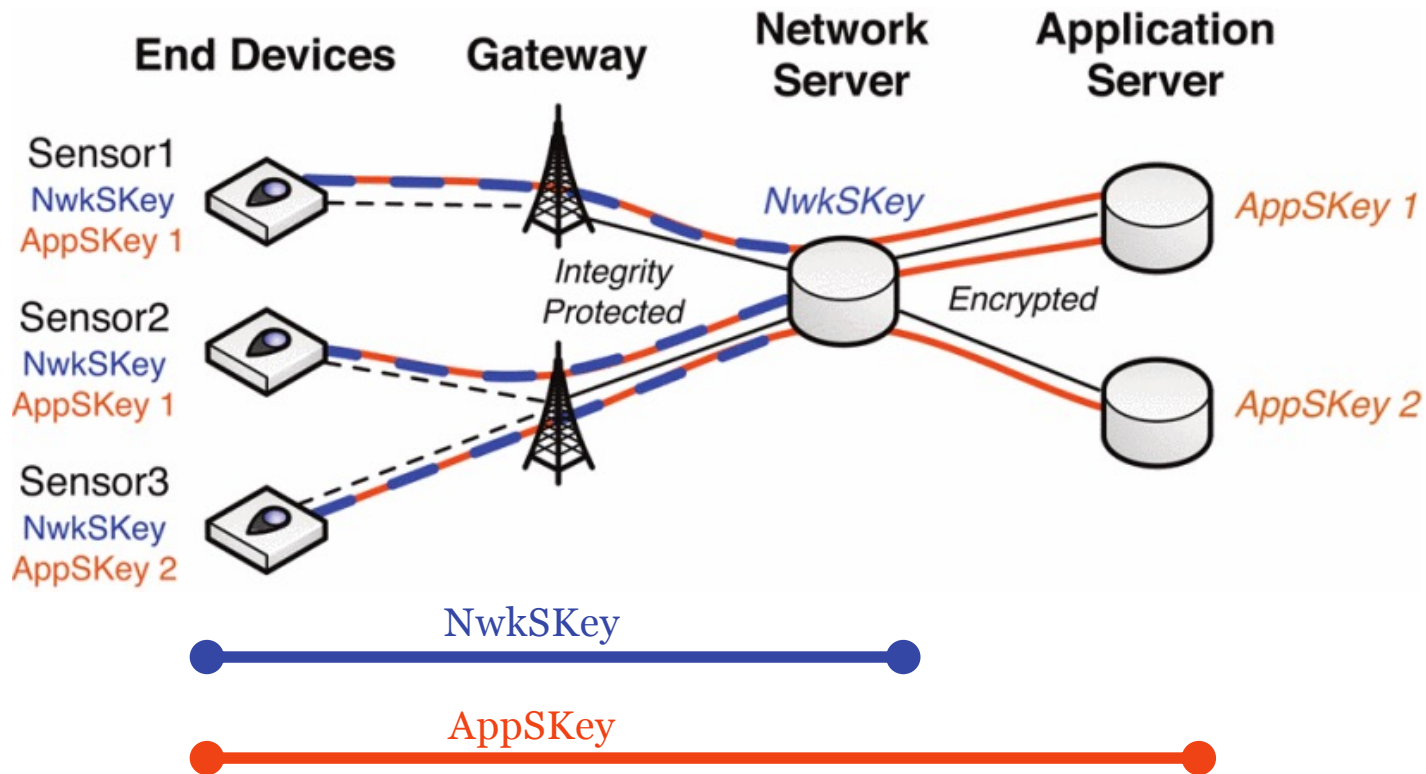 End Devices
Gateway
Network
Server
Application
Server
Sensor1
NwkSKey
AppSKey 1
NwkSKey
AppSKey 1
Integrity
Protected
Encrypted
Sensor2
NwkSKey
AppSKey 1
AppSKey 2
Sensor3
NwkSKey
AppSKey 2
NwkSKey
AppSKey